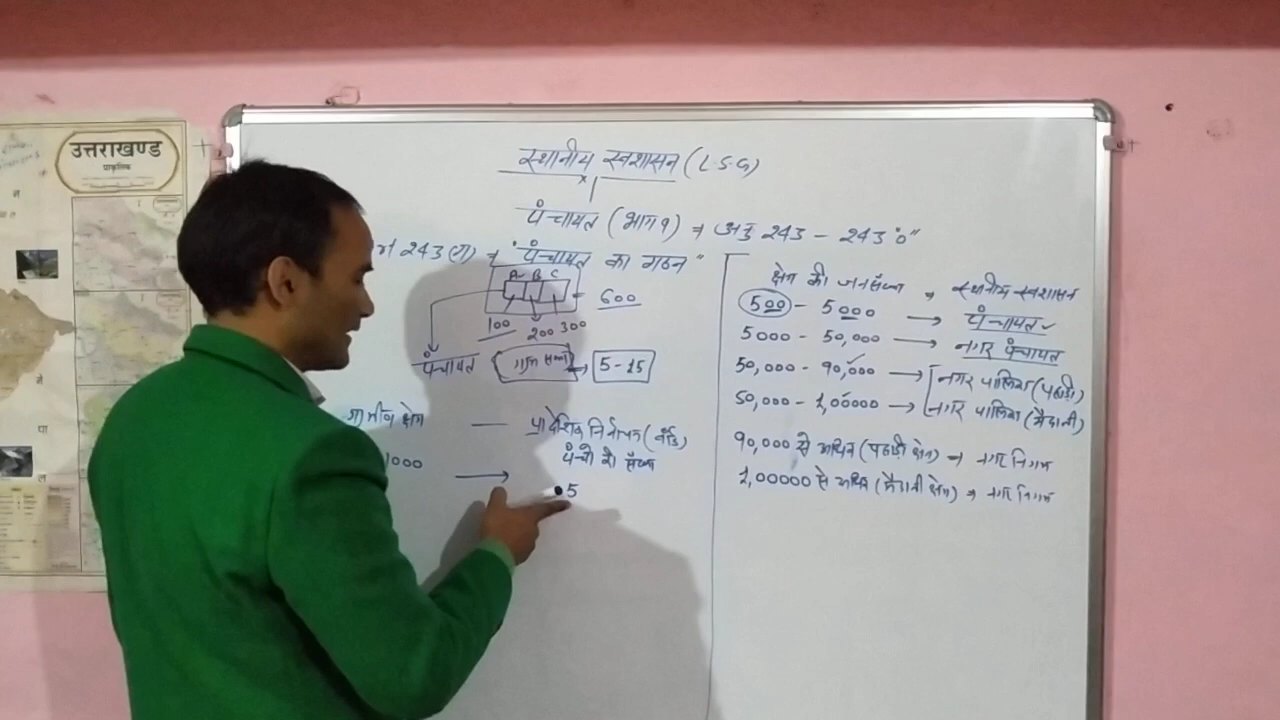 उत्तराखण्ड
प्राकृतिक
स्थानीय स्वशासन (L.S.G)
पंचायत (भाग ९) → अनु 243 - 243 "o"
243 (ग) → "पंचायत का गठन"
A B C
600
100 200 300
पंचायत ग्राम सभा → 5-15
ग्रामीण क्षेत्र — प्रादेशिक निर्वाचन (वार्ड)
पंचो की संख्या
1000 → 5
क्षेत्र की जनसंख्या → स्थानीय स्वशासन
500 - 5000 → पंचायत ✓
5000 - 50,000 → नगर पंचायत
50,000 - 90,000 → नगर पालिका (पहाड़ी)
50,000 - 1,00000 → नगर पालिका (मैदानी)
90,000 से अधिक (पहाड़ी क्षेत्र) → नगर निगम
1,00000 से अधिक (मैदानी क्षेत्र) → नगर निगम